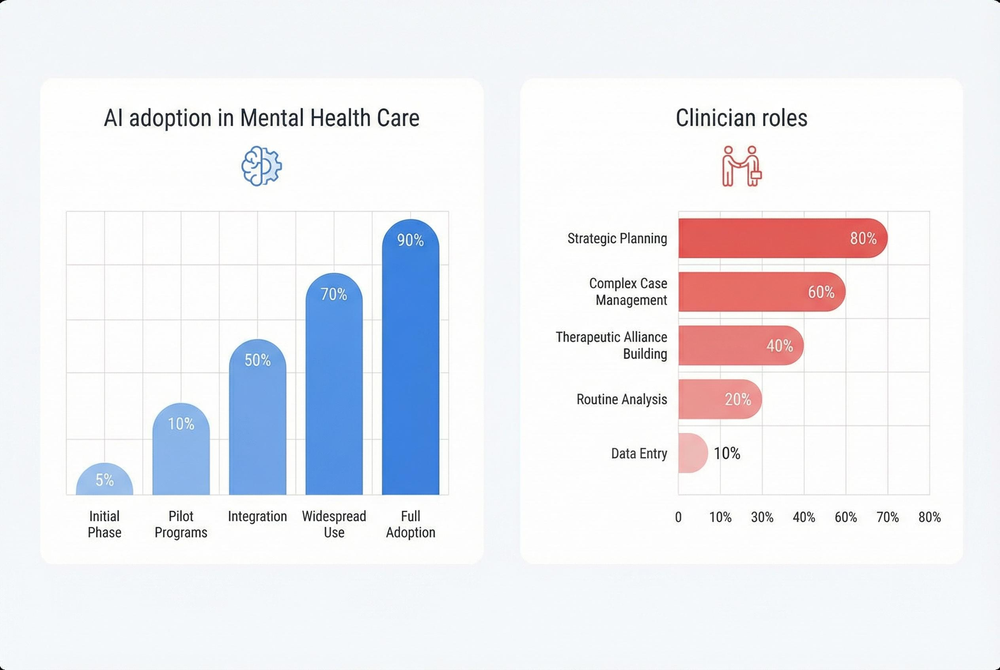 AI adoption in Mental Health Care
90%
70%
50%
10%
5%
Initial
Phase
Pilot
Programs
Integration
Widespread
Use
Full
Adoption
Clinician roles
Strategic Planning
80%
Complex Case
Management
60%
Therapeutic Alliance
Building
40%
Routine Analysis
20%
Data Entry
10%
0 10% 30% 40% 60% 70% 80%